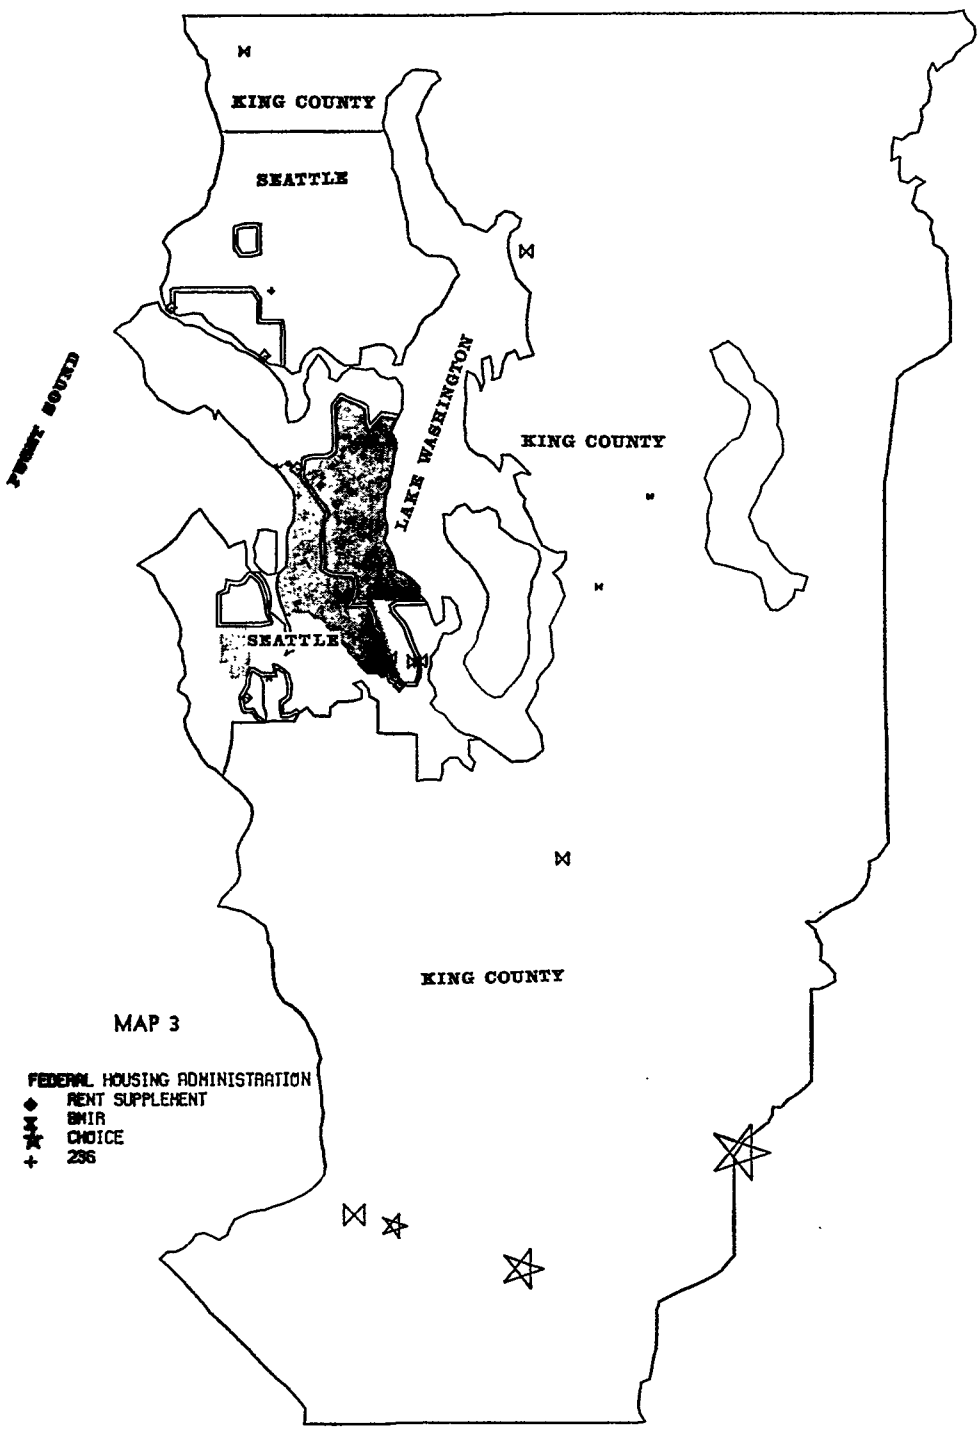 KING COUNTY
SEATTLE
PUGET SOUND
LAKE WASHINGTON
KING COUNTY
SEATTLE
KING COUNTY
MAP 3
FEDERAL HOUSING ADMINISTRATION
RENT SUPPLEMENT
BMIR
CHOICE
236